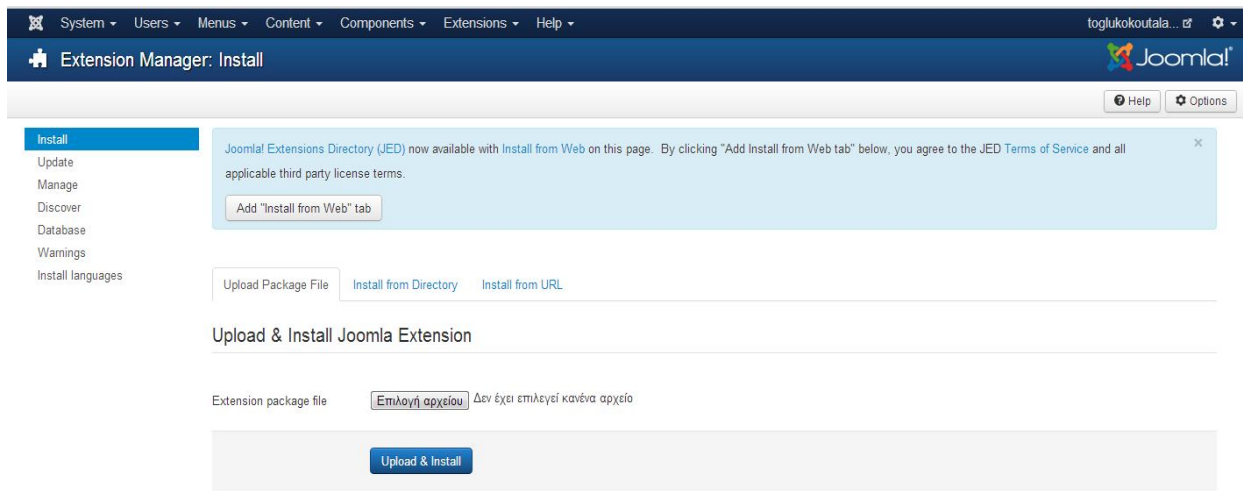 System Users Menus Content Components Extensions Help toglukokoutala...
Extension Manager: Install Joomla!
Help Options
Install
Update
Manage
Discover
Database
Warnings
Install languages
Joomla! Extensions Directory (JED) now available with Install from Web on this page. By clicking "Add Install from Web tab" below, you agree to the JED Terms of Service and all
applicable third party license terms.
×
Add "Install from Web" tab
Upload Package File Install from Directory Install from URL
Upload & Install Joomla Extension
Extension package file Επιλογή αρχείου Δεν έχει επιλεγεί κανένα αρχείο
Upload & Install